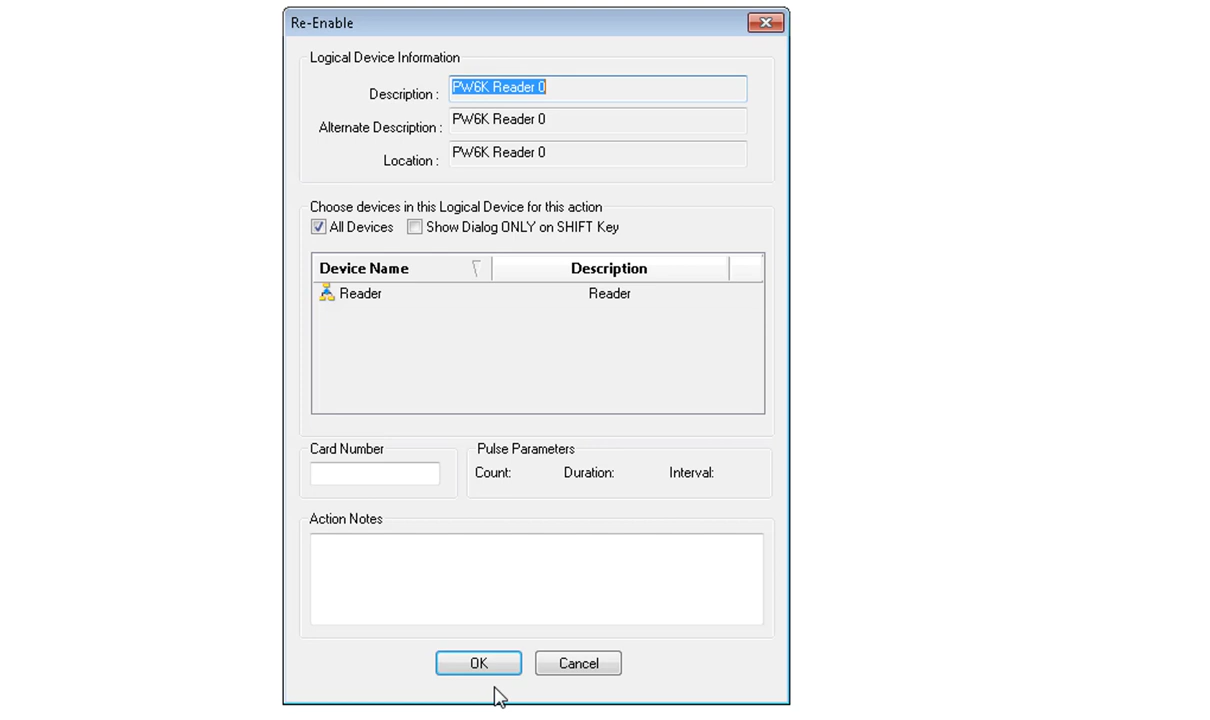 Re-Enable
Logical Device Information
Description : PW6K Reader 0
Alternate Description : PW6K Reader 0
Location : PW6K Reader 0
Choose devices in this Logical Device for this action
All Devices Show Dialog ONLY on SHIFT Key
Device Name Description
Reader Reader
Card Number Pulse Parameters
Count: Duration: Interval:
Action Notes
OK Cancel